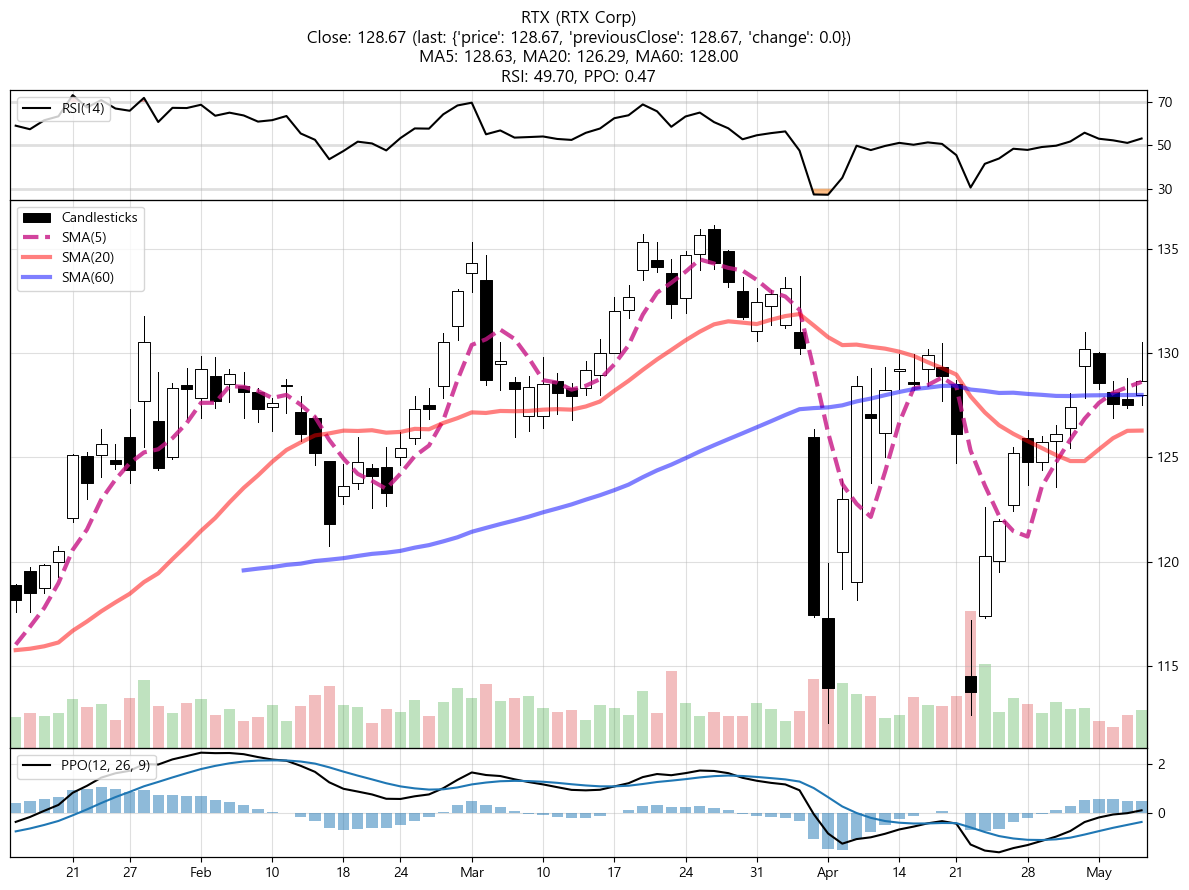 RTX (RTX Corp)
Close: 128.67 (last: {'price': 128.67, 'previousClose': 128.67, 'change': 0.0})
MA5: 128.63, MA20: 126.29, MA60: 128.00
RSI: 49.70, PPO: 0.47
RSI(14)
70
50
30
Candlesticks
SMA(5)
SMA(20)
SMA(60)
135
130
125
120
115
PPO(12, 26, 9)
2
0
21 27 Feb 10 18 24 Mar 10 17 24 31 Apr 14 21 28 May